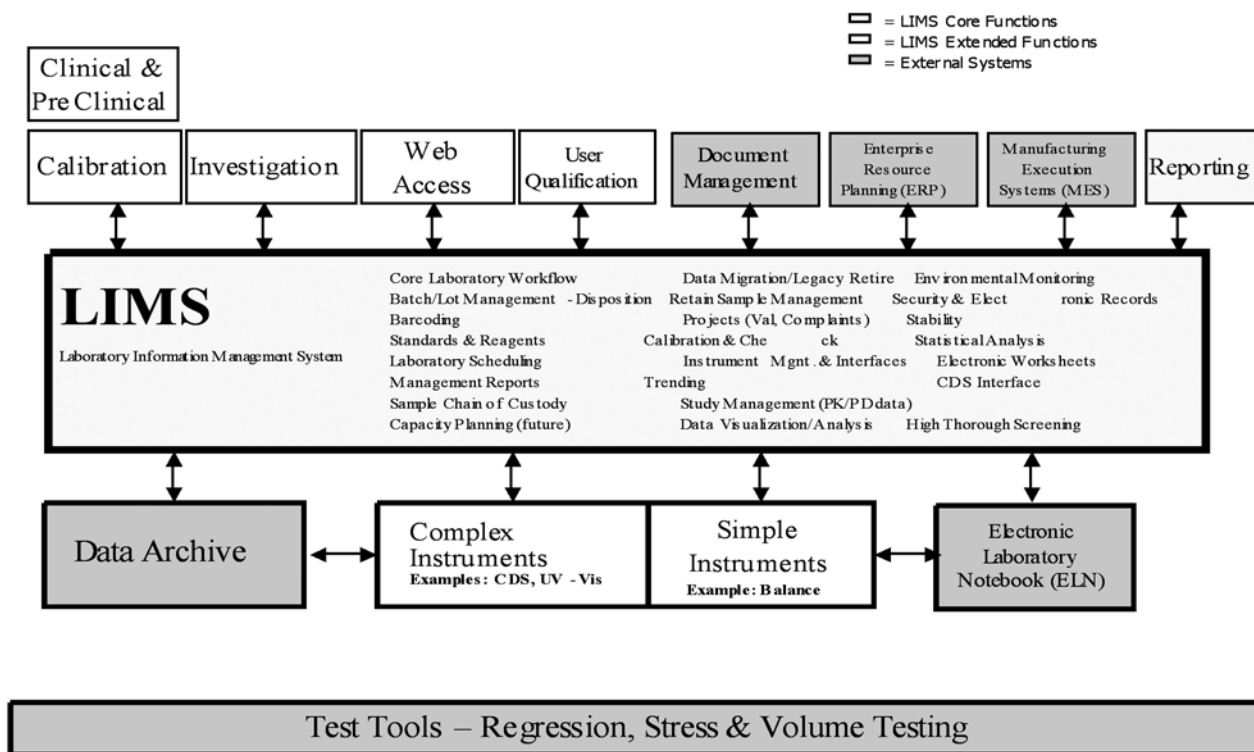 = LIMS Core Functions
= LIMS Extended Functions
= External Systems
Clinical &
Pre Clinical
Calibration
Investigation
Web
Access
User
Qualification
Document
Management
Enterprise
Resource
Planning (ERP)
Manufacturing
Execution
Systems (MES)
Reporting
LIMS
Laboratory Information Management System
Core Laboratory Workflow
Batch/Lot Management - Disposition
Barcoding
Standards & Reagents
Laboratory Scheduling
Management Reports
Sample Chain of Custody
Capacity Planning (future)
Data Migration/Legacy Retire
Retain Sample Management
Projects (Val, Complaints)
Calibration & Che ck
Instrument Mgnt. & Interfaces
Trending
Study Management (PK/PD data)
Data Visualization/Analysis
Environmental Monitoring
Security & Elect ronic Records
Stability
Statistical Analysis
Electronic Worksheets
CDS Interface
High Thorough Screening
Data Archive
Complex
Instruments
Examples: CDS, UV - Vis
Simple
Instruments
Example: Balance
Electronic
Laboratory
Notebook (ELN)
Test Tools – Regression, Stress & Volume Testing